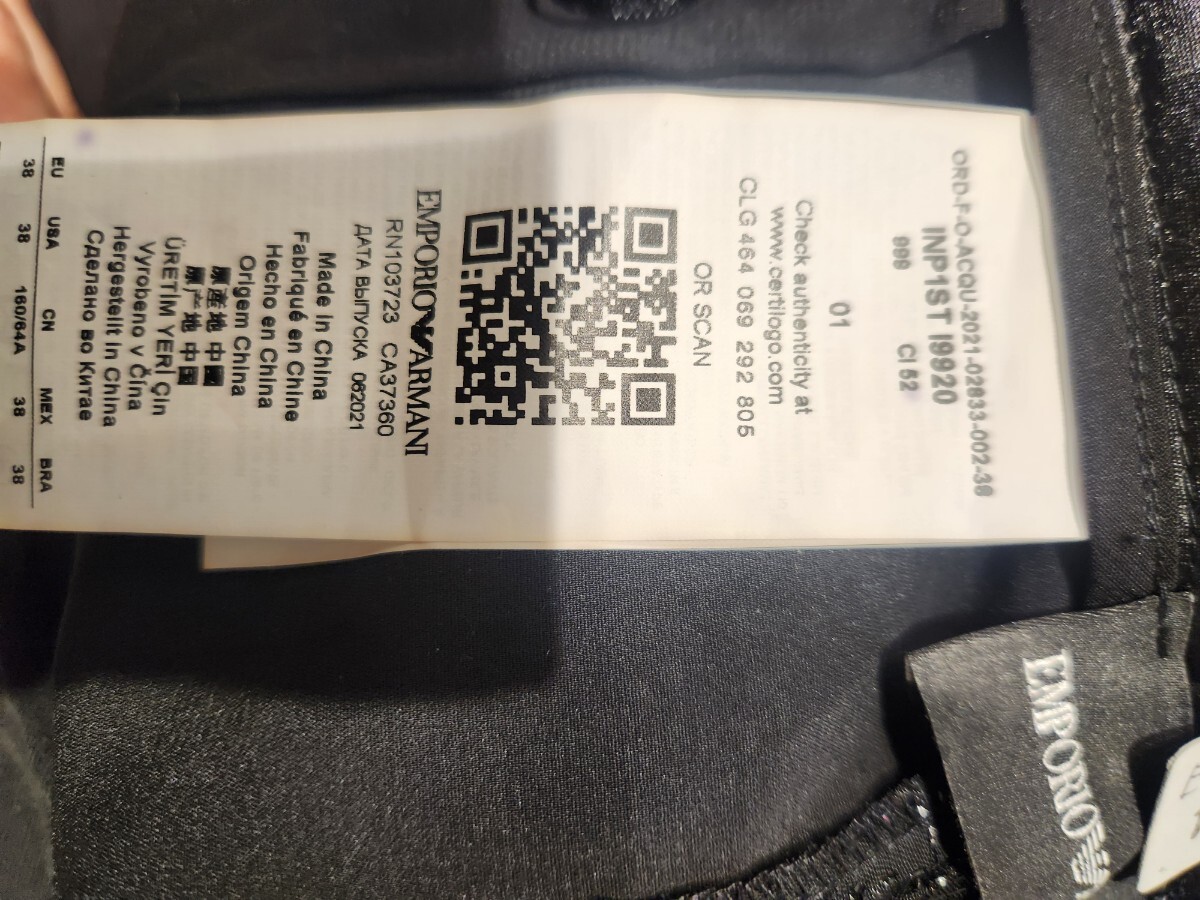 ORD-F-O-ACQU-2021-02833-002-38
INP1ST I9920
999 CI 52
01
Check authenticity at
www.certilogo.com
CLG 464 069 292 805
OR SCAN
EMPORIO ARMANI
RN103723 CA37360
ДАТА ВЫПУСКА 062021
Made in China
Fabriqué en Chine
Hecho en China
Origem China
原産地 中國
原产地 中国
ÜRETİM YERİ Çin
Vyrobeno v Čína
Hergestellt in China
Сделано во Китае
EU USA CN MEX BRA
38 38 160/64A 38 38
EMPORIO